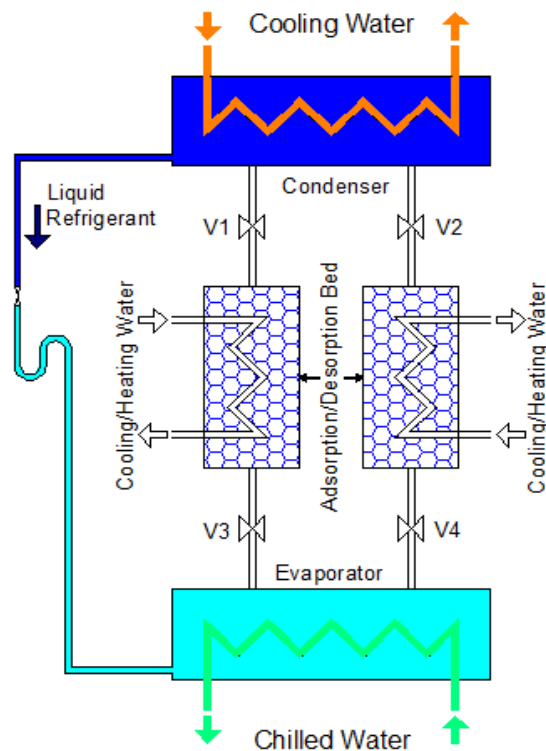 Cooling Water
Condenser
Liquid
Refrigerant
V1
V2
Cooling/Heating Water
Adsorption/Desorption Bed
Cooling/Heating Water
V3
V4
Evaporator
Chilled Water